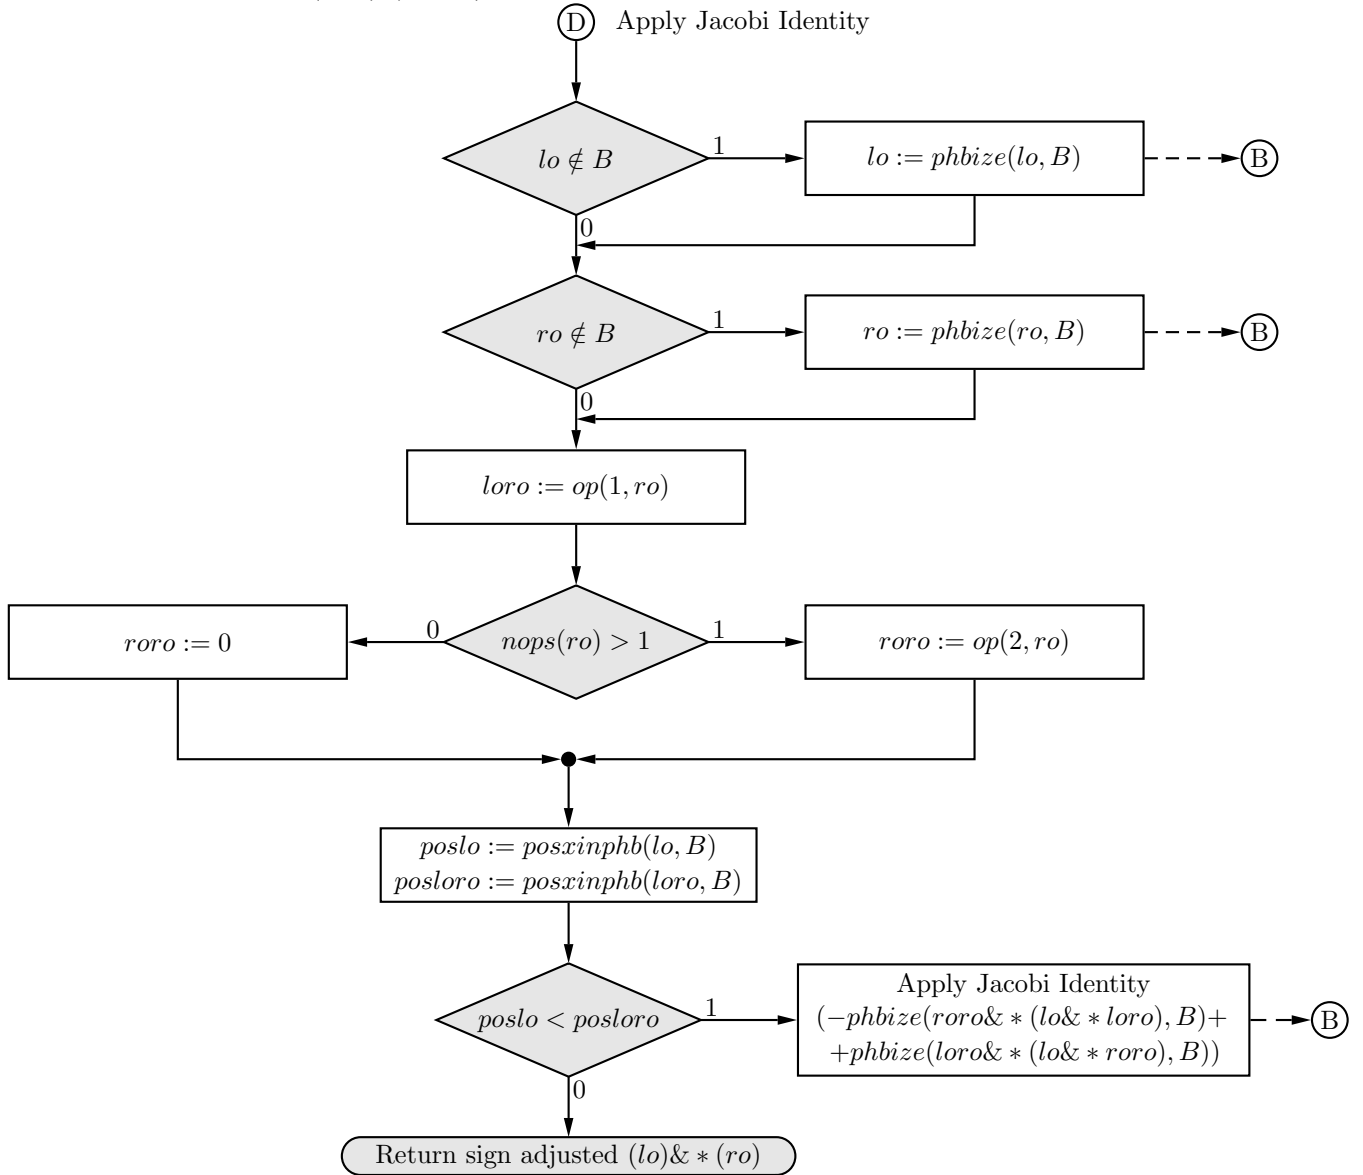 D Apply Jacobi Identity
lo ∉ B
1
lo := phbize(lo, B)
B
0
ro ∉ B
1
ro := phbize(ro, B)
B
0
loro := op(1, ro)
roro := 0
0
nops(ro) > 1
1
roro := op(2, ro)
poslo := posxinphb(lo, B)
posloro := posxinphb(loro, B)
poslo < posloro
1
Apply Jacobi Identity
(−phbize(roro& ∗ (lo& ∗ loro), B)+
+phbize(loro& ∗ (lo& ∗ roro), B))
B
0
Return sign adjusted (lo)& ∗ (ro)